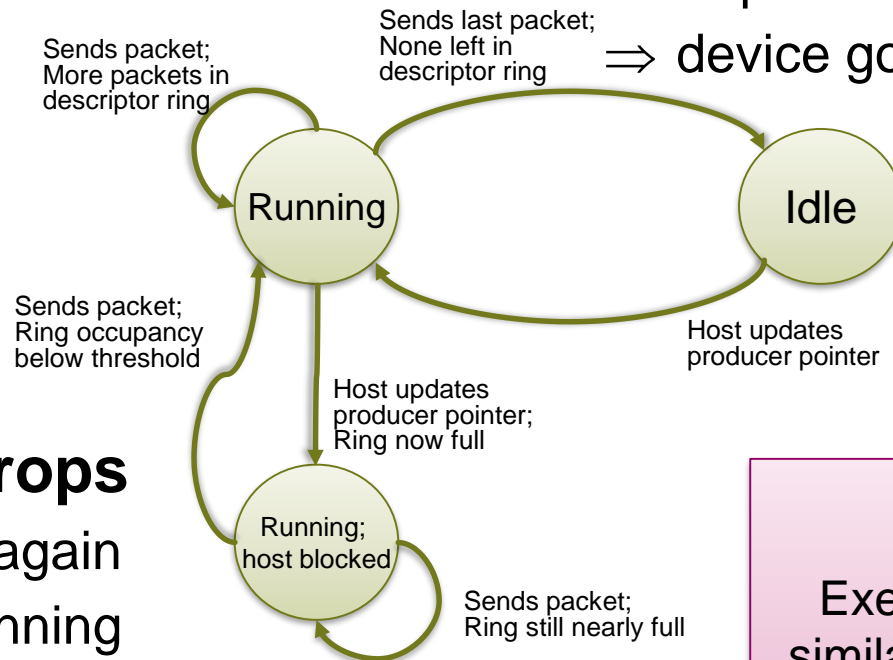 Sends last packet;
None left in
descriptor ring
⇒ device go
Sends packet;
More packets in
descriptor ring
Running
Idle
Sends packet;
Ring occupancy
below threshold
Host updates
producer pointer
Host updates
producer pointer;
Ring now full
rops
again
nning
Running;
host blocked
Sends packet;
Ring still nearly full
Exe
simila